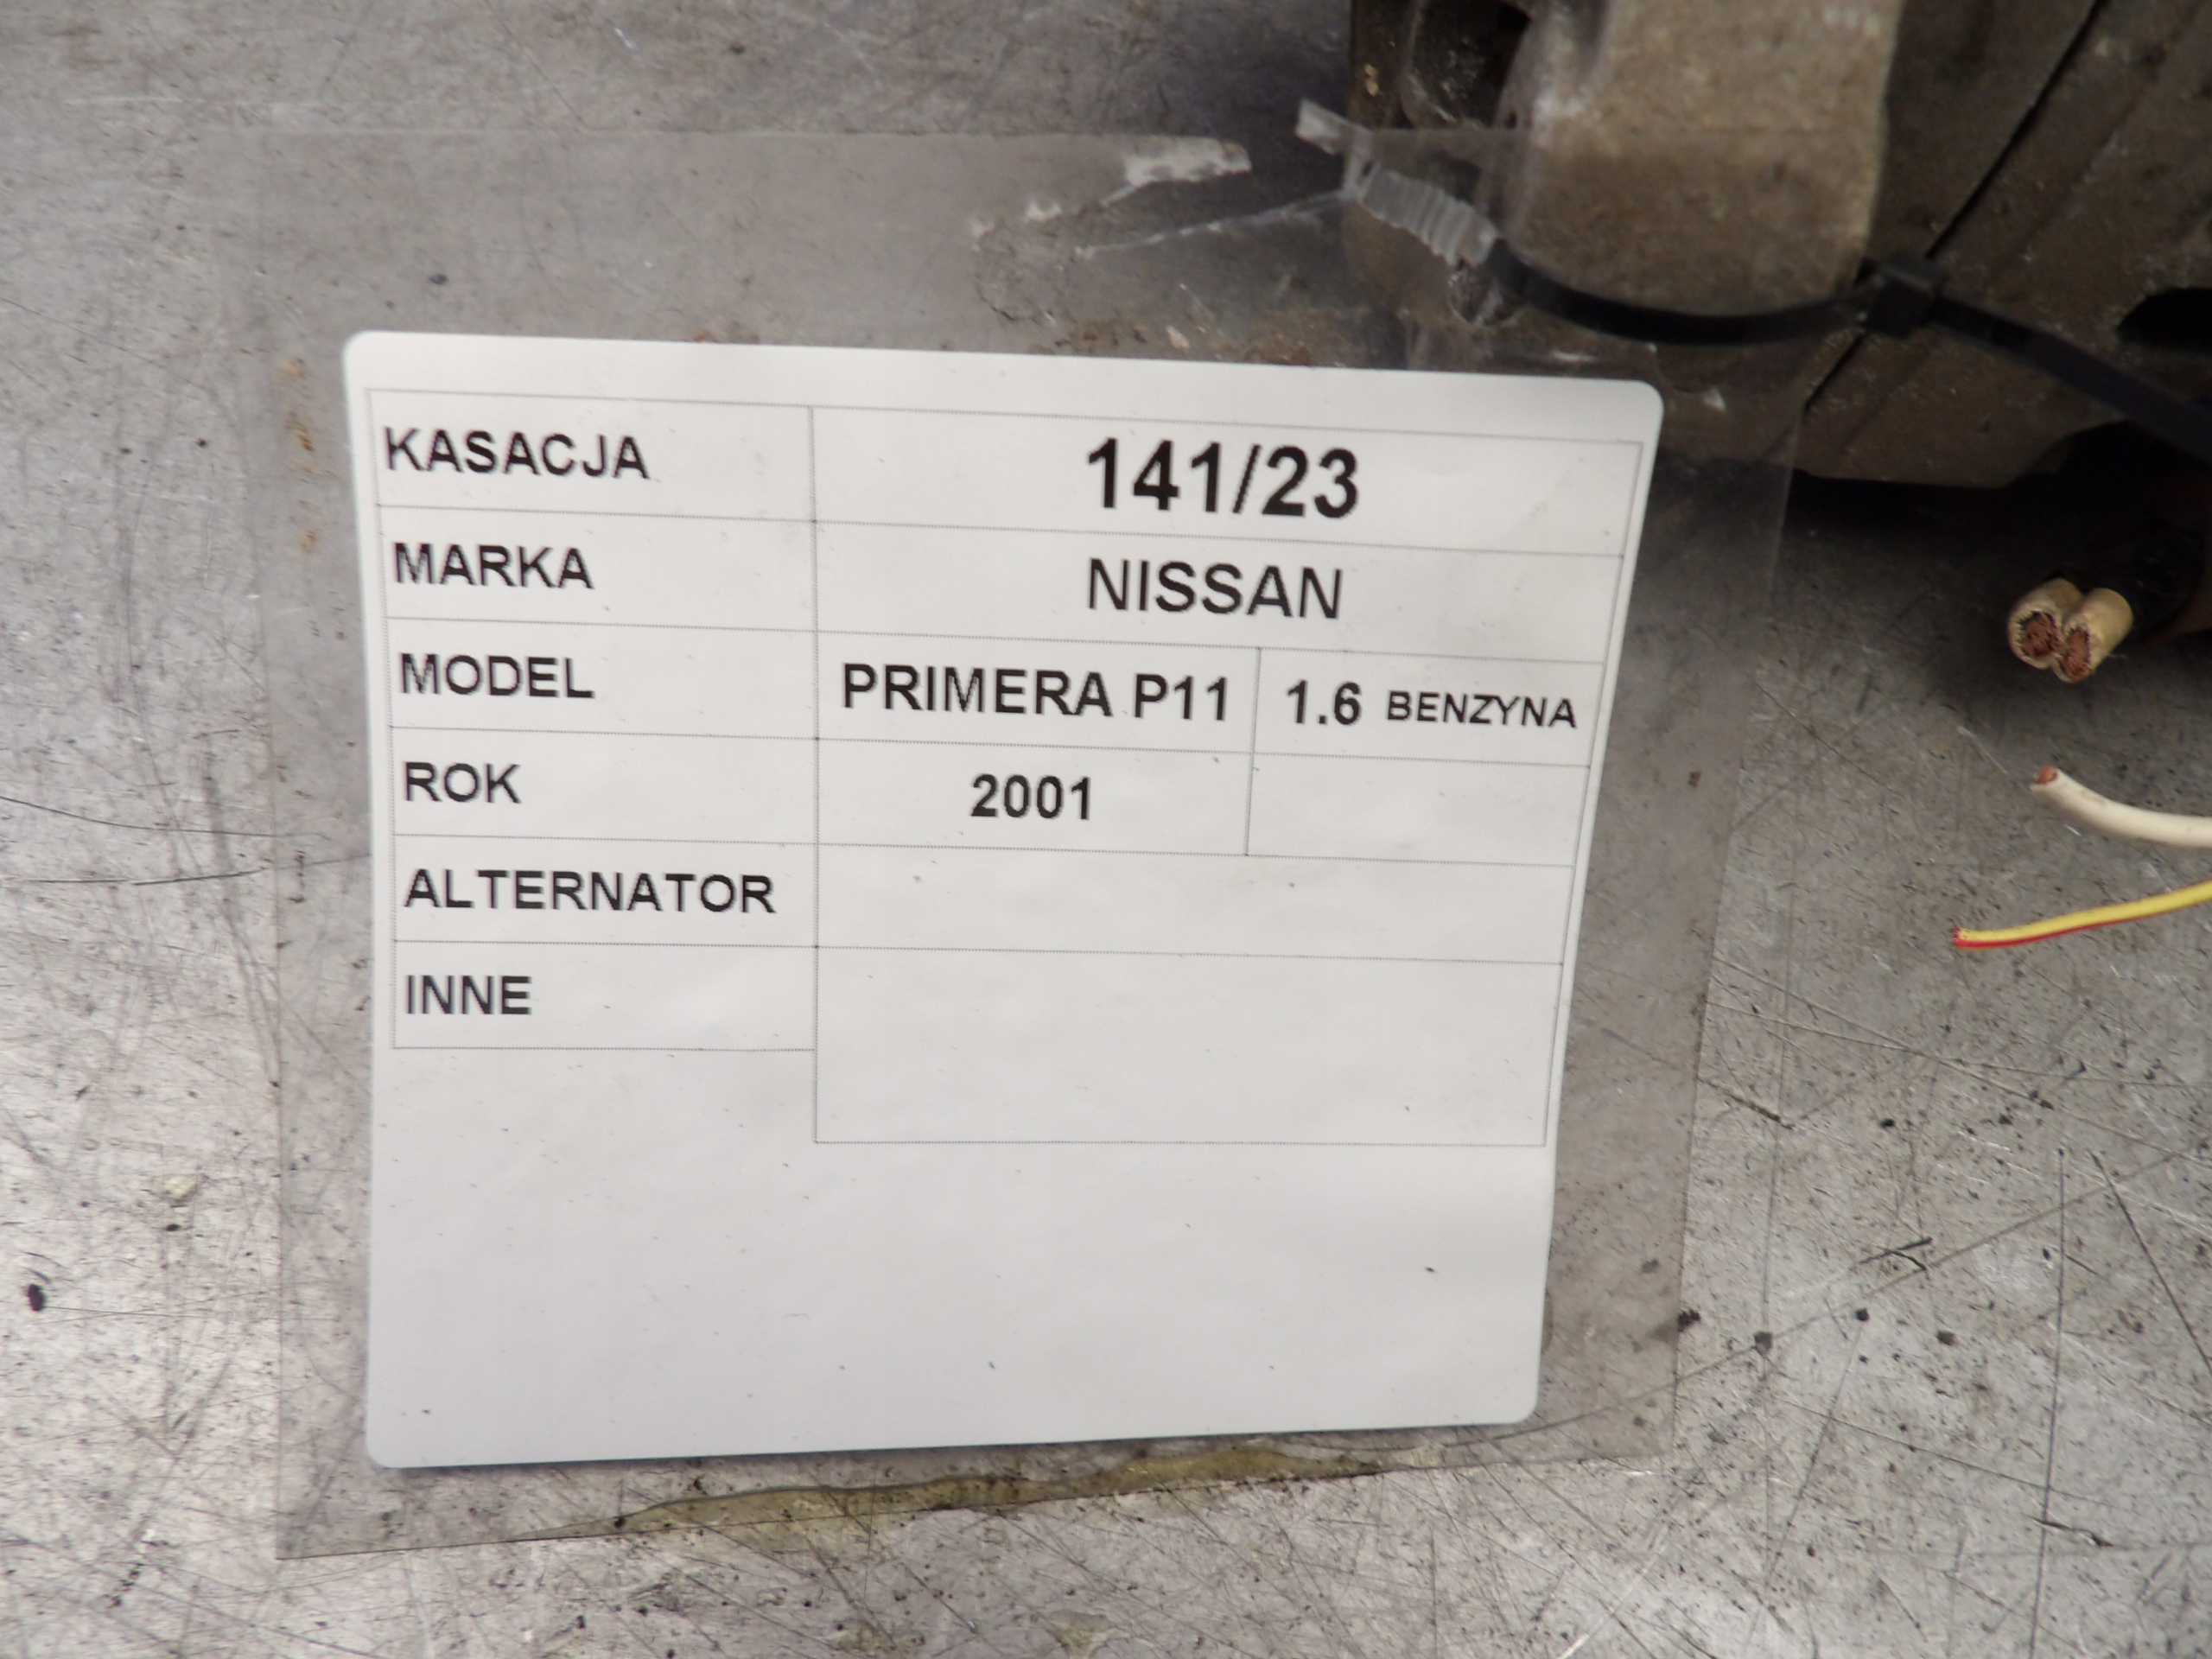 KASACJA 141/23
MARKA NISSAN
MODEL PRIMERA P11 1.6 BENZYNA
ROK 2001
ALTERNATOR
INNE